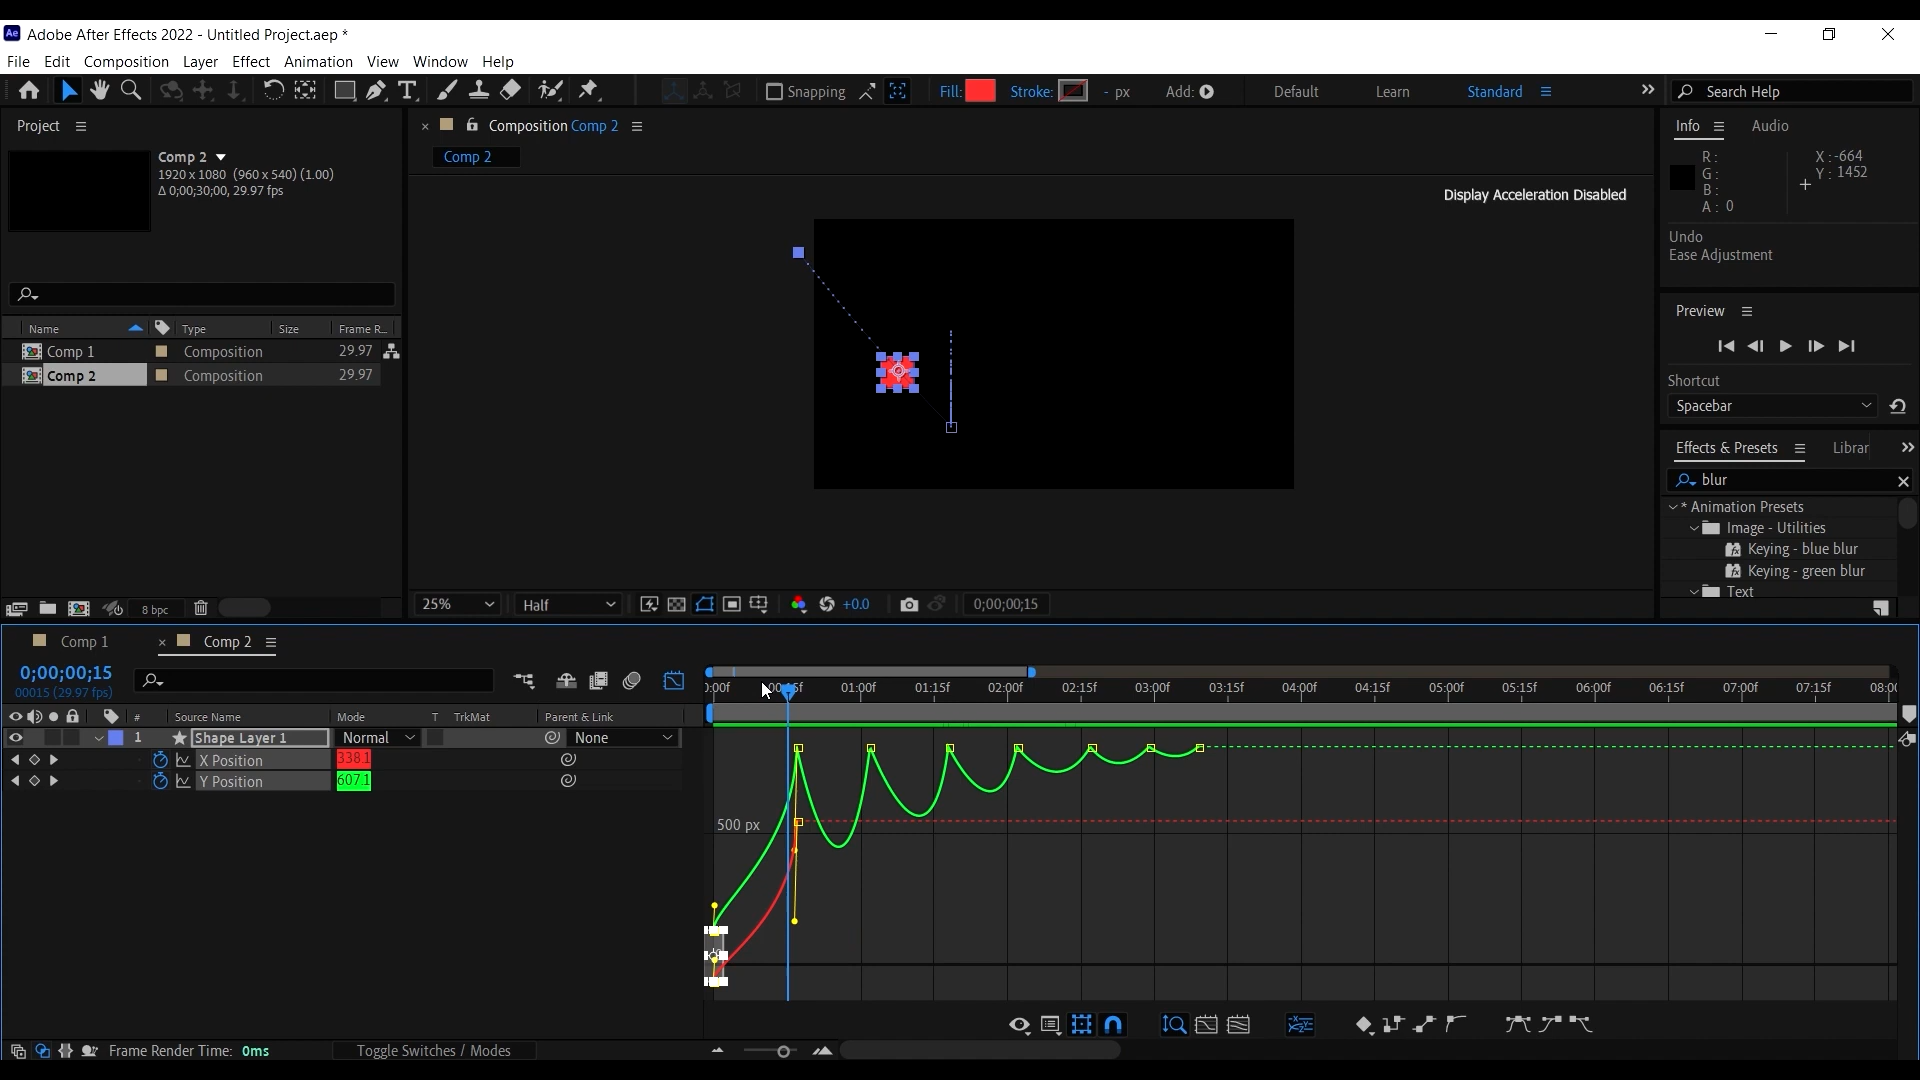 Ae Adobe After Effects 2022 - Untitled Project.aep *
File Edit Composition Layer Effect Animation View Window Help
Snapping Fill: Stroke: - px Add: Default Learn Standard Search Help
Project
Comp 2
1920 x 1080 (960 x 540) (1.00)
Δ 0;00;30;00, 29.97 fps
Name Type Size Frame R...
Comp 1 Composition 29.97
Comp 2 Composition 29.97
8 bpc
Composition Comp 2
Comp 2
Display Acceleration Disabled
25% Half +0.0 0;00;00;15
Info Audio
R:
G:
B:
A: 0
X:-664
Y: 1452
Undo
Ease Adjustment
Preview
Shortcut
Spacebar
Effects & Presets Librar
blur
* Animation Presets
Image - Utilities
Keying - blue blur
Keying - green blur
Text
Comp 1 Comp 2
0;00;00;15
00015 (29.97 fps)
# Source Name Mode T TrkMat Parent & Link
1 Shape Layer 1 Normal None
X Position 338.1
Y Position 607.1
01:00f 01:15f 02:00f 02:15f 03:00f 03:15f 04:00f 04:15f 05:00f 05:15f 06:00f 06:15f 07:00f 07:15f 08:00
500 px
Frame Render Time: 0ms Toggle Switches / Modes